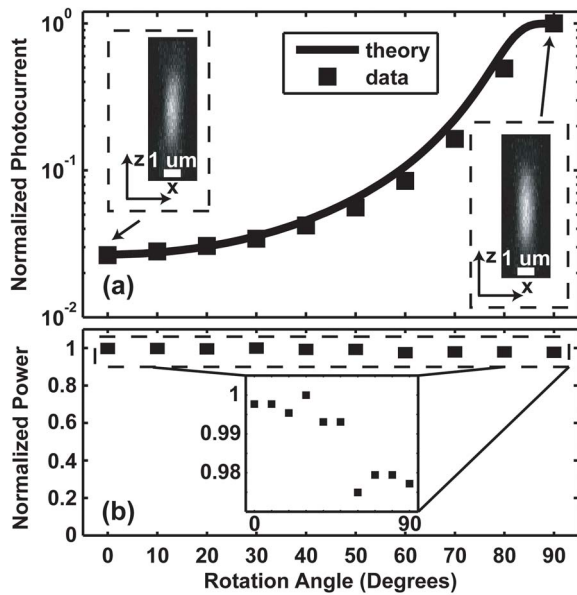 Normalized Photocurrent
10^0
10^-1
10^-2
theory
data
z
1 um
x
z
1 um
x
(a)
Normalized Power
1
0.8
0.6
0.4
0.2
0
1
0.99
0.98
0
90
(b)
0 10 20 30 40 50 60 70 80 90
Rotation Angle (Degrees)